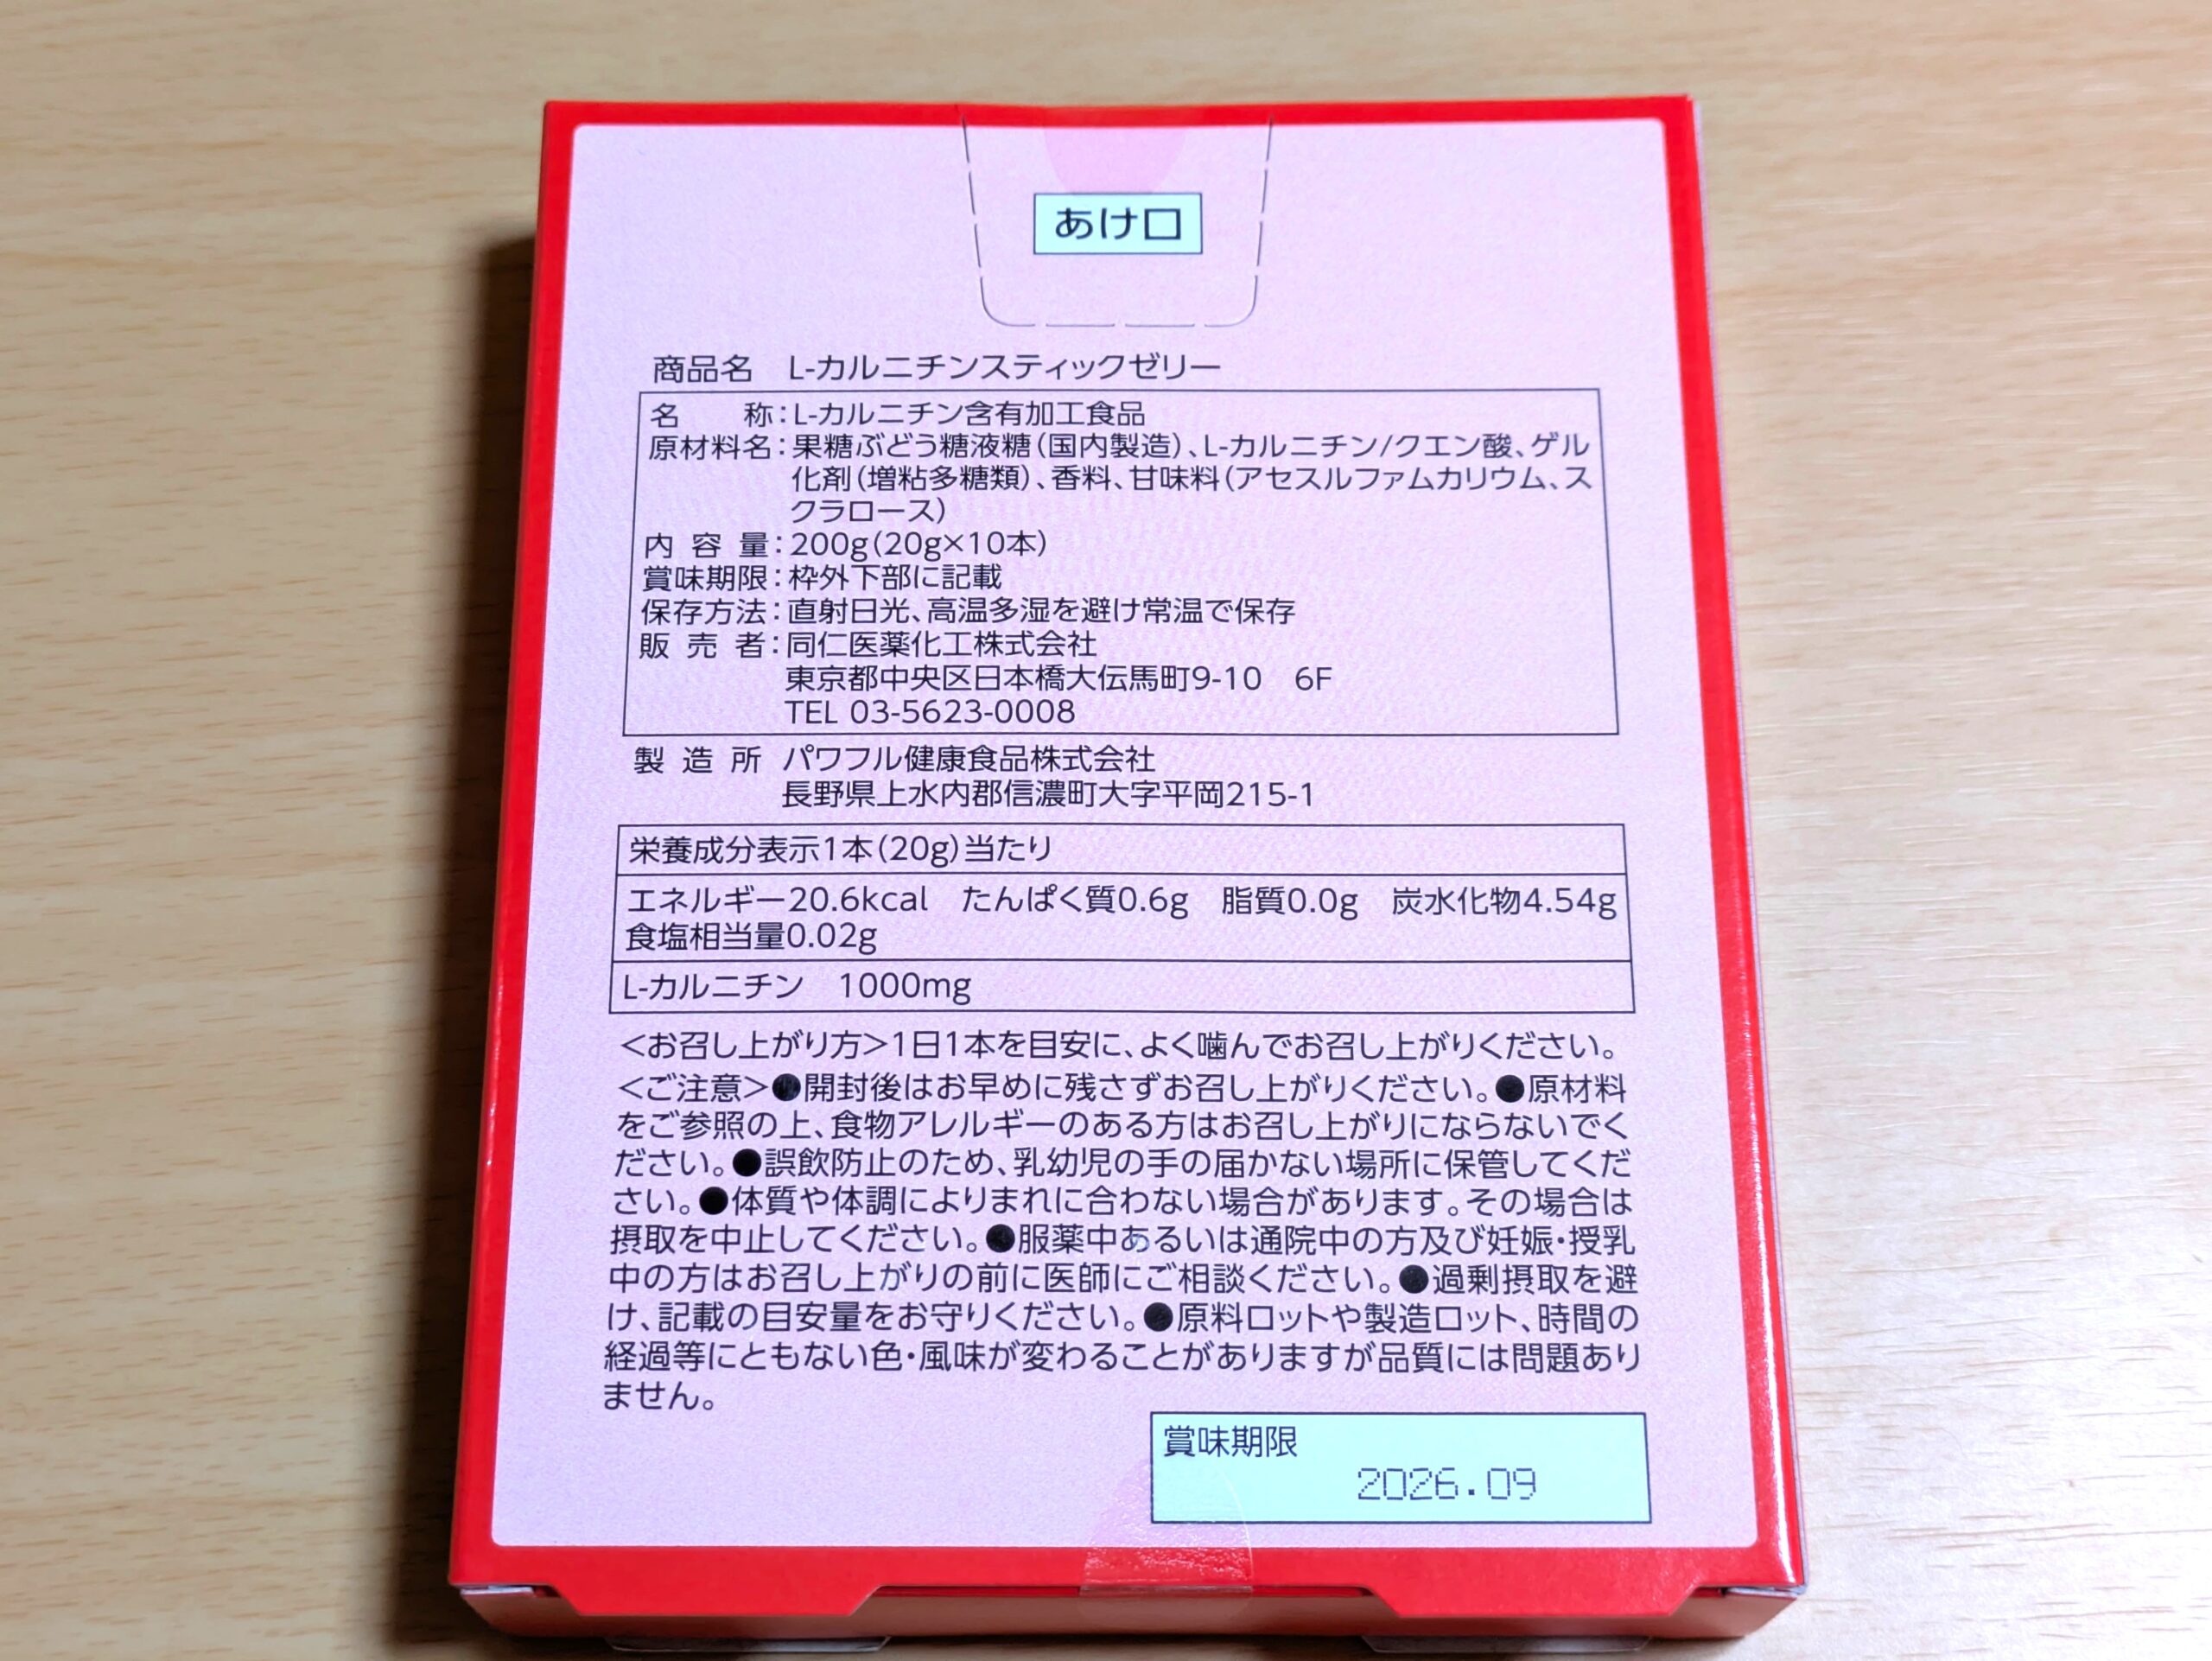 あけ口
商品名 L-カルニチンスティックゼリー
名称:L-カルニチン含有加工食品
原材料名:果糖ぶどう糖液糖(国内製造)、L-カルニチン/クエン酸、ゲル
化剤(増粘多糖類)、香料、甘味料(アセスルファムカリウム、ス
クラロース)
内容量:200g(20g×10本)
賞味期限:枠外下部に記載
保存方法:直射日光、高温多湿を避け常温で保存
販売者:同仁医薬化工株式会社
東京都中央区日本橋大伝馬町9-10 6F
TEL 03-5623-0008
製造所 パワフル健康食品株式会社
長野県上水内郡信濃町大字平岡215-1
栄養成分表示1本(20g)当たり
エネルギー20.6kcal たんぱく質0.6g 脂質0.0g 炭水化物4.54g
食塩相当量0.02g
L-カルニチン 1000mg
<お召し上がり方>1日1本を目安に、よく噛んでお召し上がりください。
<ご注意>●開封後はお早めに残さずお召し上がりください。●原材料
をご参照の上、食物アレルギーのある方はお召し上がりにならないでく
ださい。●誤飲防止のため、乳幼児の手の届かない場所に保管してくだ
さい。●体質や体調によりまれに合わない場合があります。その場合は
摂取を中止してください。●服薬中あるいは通院中の方及び妊娠・授乳
中の方はお召し上がりの前に医師にご相談ください。●過剰摂取を避
け、記載の目安量をお守りください。●原料ロットや製造ロット、時間の
経過等にともない色・風味が変わることがありますが品質には問題あり
ません。
賞味期限
2026.09